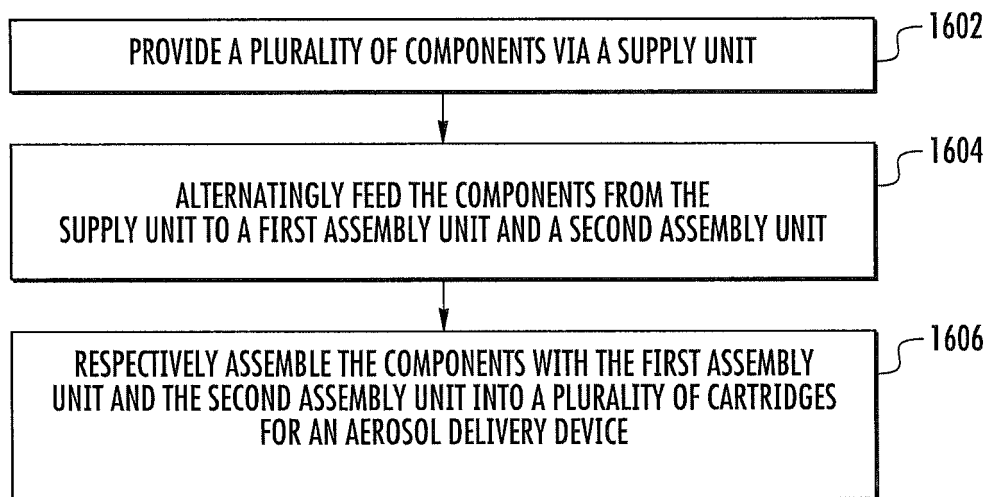 PROVIDE A PLURALITY OF COMPONENTS VIA A SUPPLY UNIT
1602
ALTERNATINGLY FEED THE COMPONENTS FROM THE
SUPPLY UNIT TO A FIRST ASSEMBLY UNIT AND A SECOND ASSEMBLY UNIT
1604
RESPECTIVELY ASSEMBLE THE COMPONENTS WITH THE FIRST ASSEMBLY
UNIT AND THE SECOND ASSEMBLY UNIT INTO A PLURALITY OF CARTRIDGES
FOR AN AEROSOL DELIVERY DEVICE
1606